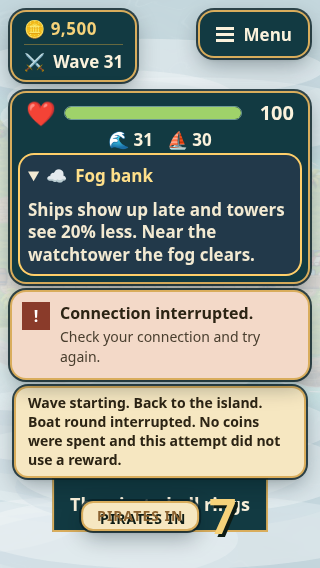 9,500
Wave 31
Menu
100
31 30
Fog bank
Ships show up late and towers
see 20% less. Near the
watchtower the fog clears.
!
Connection interrupted.
Check your connection and try
again.
Wave starting. Back to the island.
Boat round interrupted. No coins
were spent and this attempt did not
use a reward.
PIRATES IN
7